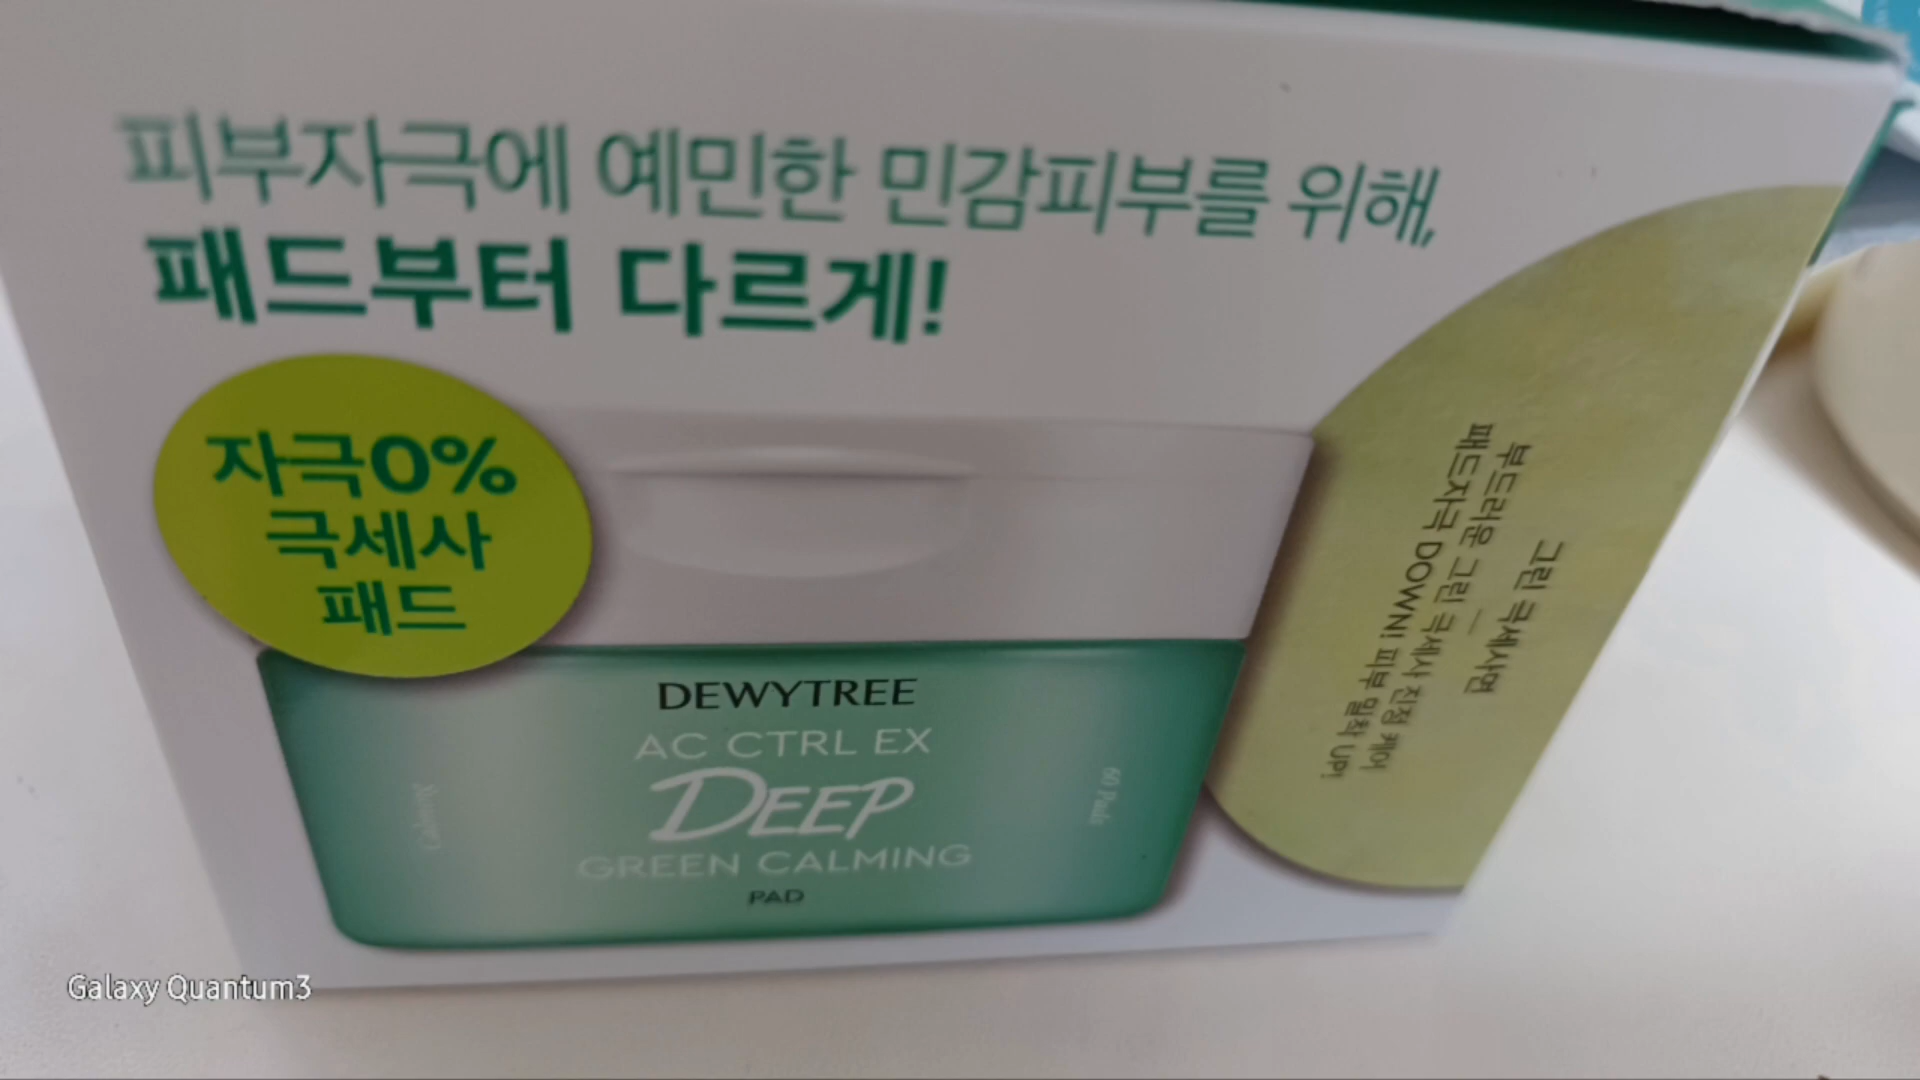 피부자극에 예민한 민감피부를 위해,
패드부터 다르게!
자극0%
극세사
패드
DEWYTREE
AC CTRL EX
DEEP
GREEN CALMING
PAD
60 Pads
그린 극세사면
부드러운 그린 극세사 진정 케어
패드자극 DOWN! 피부 밀착 UP!
Galaxy Quantum3